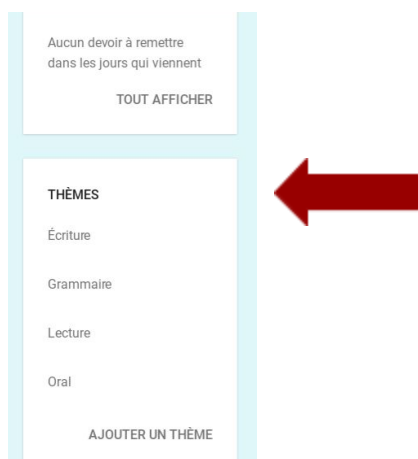 Aucun devoir à remettre
dans les jours qui viennent
TOUT AFFICHER
THÈMES
Écriture
Grammaire
Lecture
Oral
AJOUTER UN THÈME